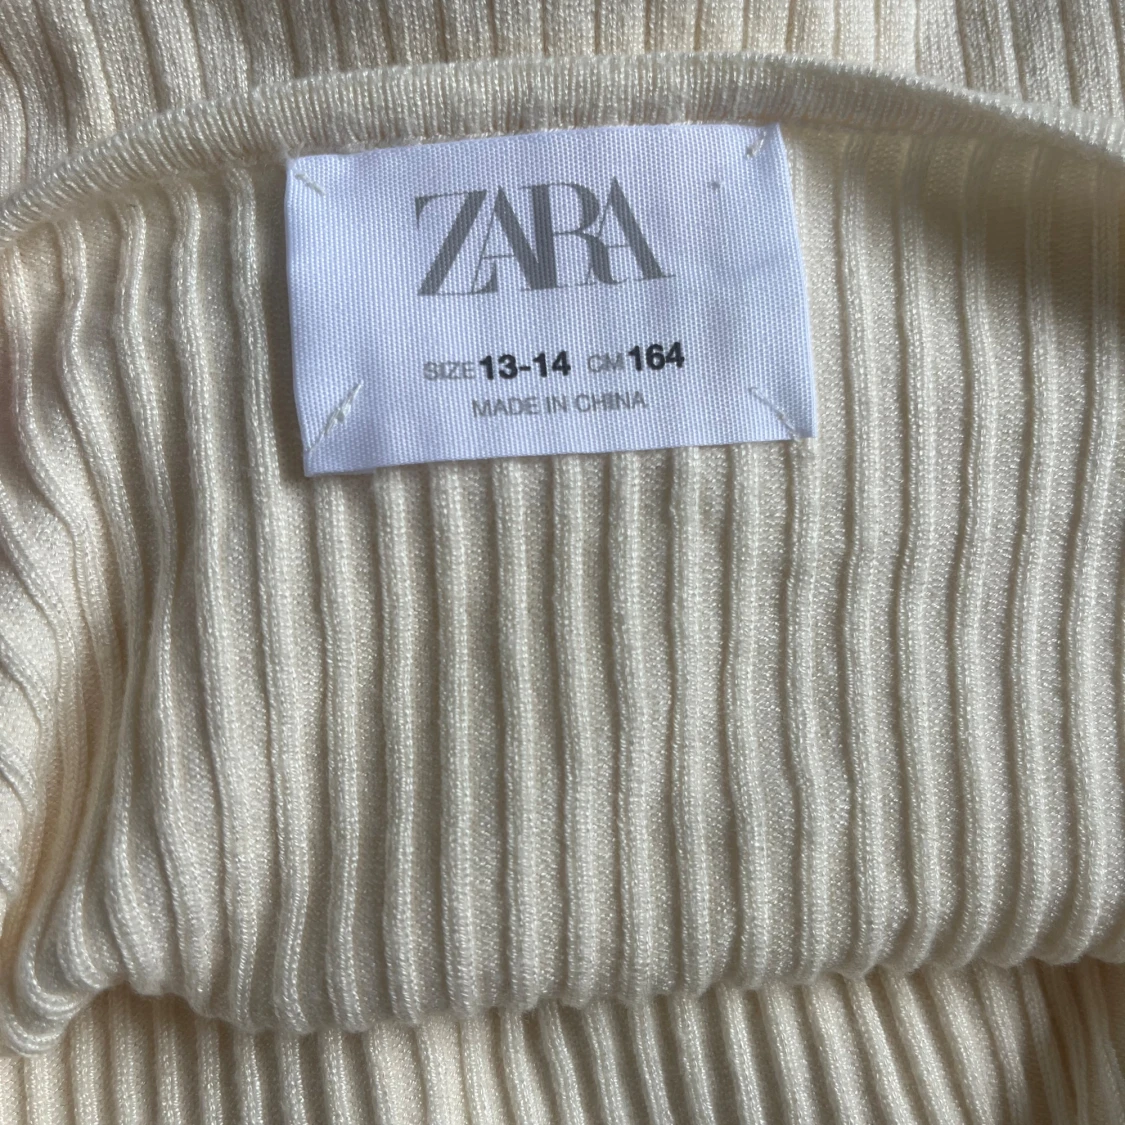 ZARA
SIZE 13-14 CM 164
MADE IN CHINA